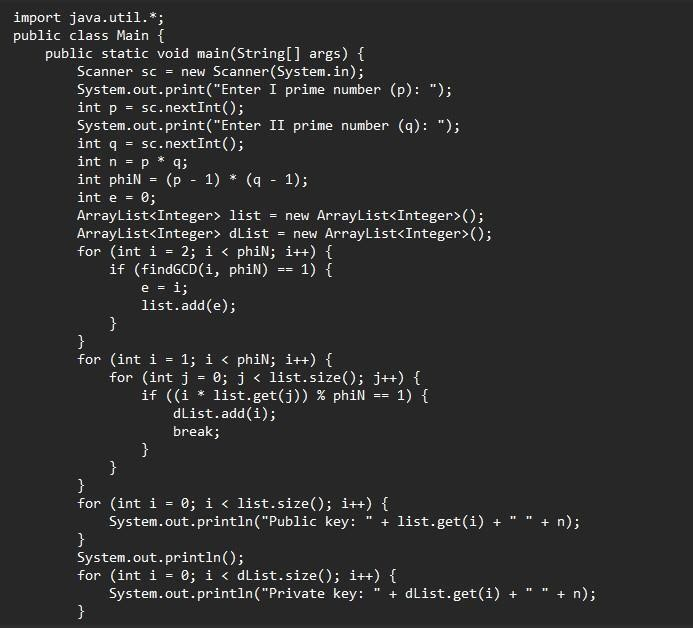 import java.util.*;
public class Main {
    public static void main(String[] args) {
        Scanner sc = new Scanner(System.in);
        System.out.print("Enter I prime number (p): ");
        int p = sc.nextInt();
        System.out.print("Enter II prime number (q): ");
        int q = sc.nextInt();
        int n = p * q;
        int phiN = (p - 1) * (q - 1);
        int e = 0;
        ArrayList<Integer> list = new ArrayList<Integer>();
        ArrayList<Integer> dList = new ArrayList<Integer>();
        for (int i = 2; i < phiN; i++) {
            if (findGCD(i, phiN) == 1) {
                e = i;
                list.add(e);
            }
        }
        for (int i = 1; i < phiN; i++) {
            for (int j = 0; j < list.size(); j++) {
                if ((i * list.get(j)) % phiN == 1) {
                    dList.add(i);
                    break;
                }
            }
        }
        for (int i = 0; i < list.size(); i++) {
            System.out.println("Public key: " + list.get(i) + " " + n);
        }
        System.out.println();
        for (int i = 0; i < dList.size(); i++) {
            System.out.println("Private key: " + dList.get(i) + " " + n);
        }